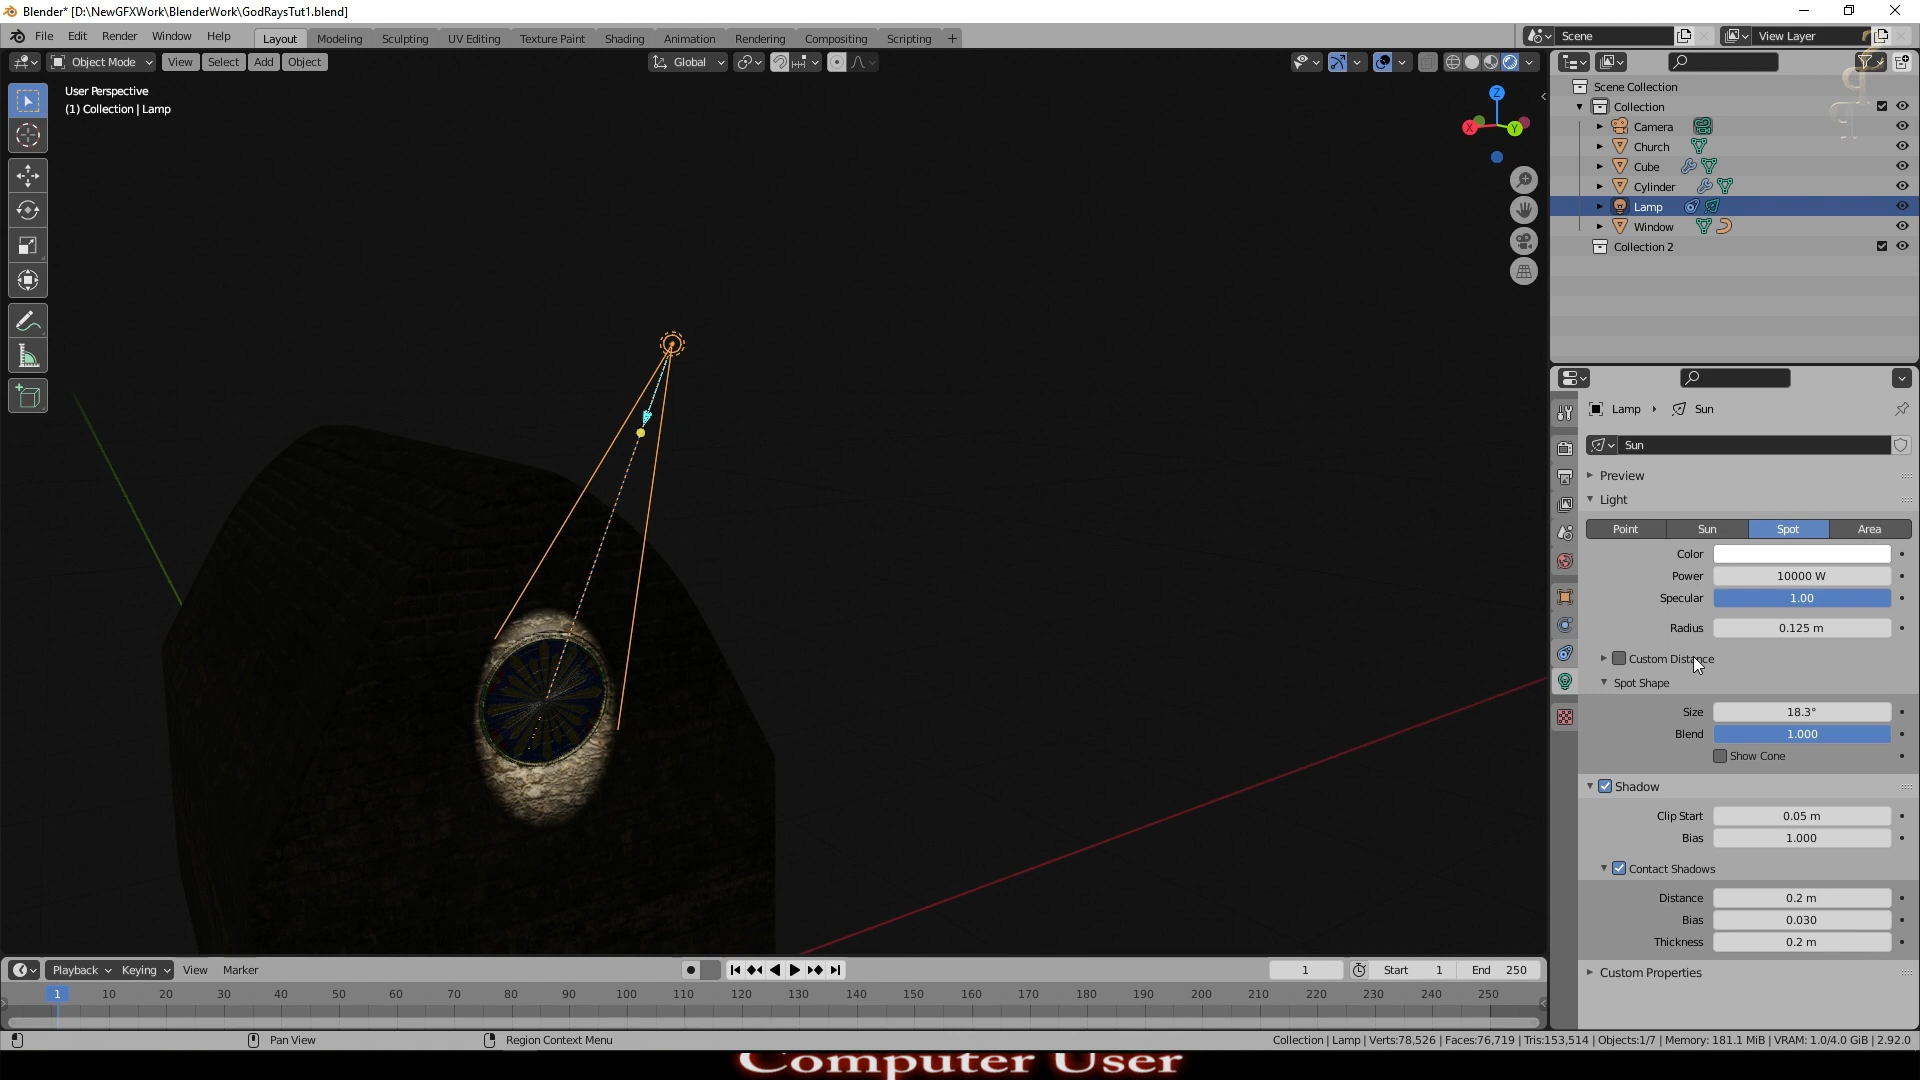 Blender* [D:\NewGFXWork\BlenderWork\GodRaysTut1.blend]
File Edit Render Window Help Layout Modeling Sculpting UV Editing Texture Paint Shading Animation Rendering Compositing Scripting + Scene View Layer
Object Mode View Select Add Object Global
User Perspective
(1) Collection | Lamp
Z
X
Y
Scene Collection
Collection
Camera
Church
Cube
Cylinder
Lamp
Window
Collection 2
Lamp Sun
Sun
Preview
Light
Point Sun Spot Area
Color
Power 10000 W
Specular 1.00
Radius 0.125 m
Custom Distance
Spot Shape
Size 18.3°
Blend 1.000
Show Cone
Shadow
Clip Start 0.05 m
Bias 1.000
Contact Shadows
Distance 0.2 m
Bias 0.030
Thickness 0.2 m
Custom Properties
Playback Keying View Marker 1 Start 1 End 250
1 10 20 30 40 50 60 70 80 90 100 110 120 130 140 150 160 170 180 190 200 210 220 230 240 250
Pan View Region Context Menu Collection | Lamp | Verts:78,526 | Faces:76,719 | Tris:153,514 | Objects:1/7 | Memory: 181.1 MiB | VRAM: 1.0/4.0 GiB | 2.92.0
Computer User